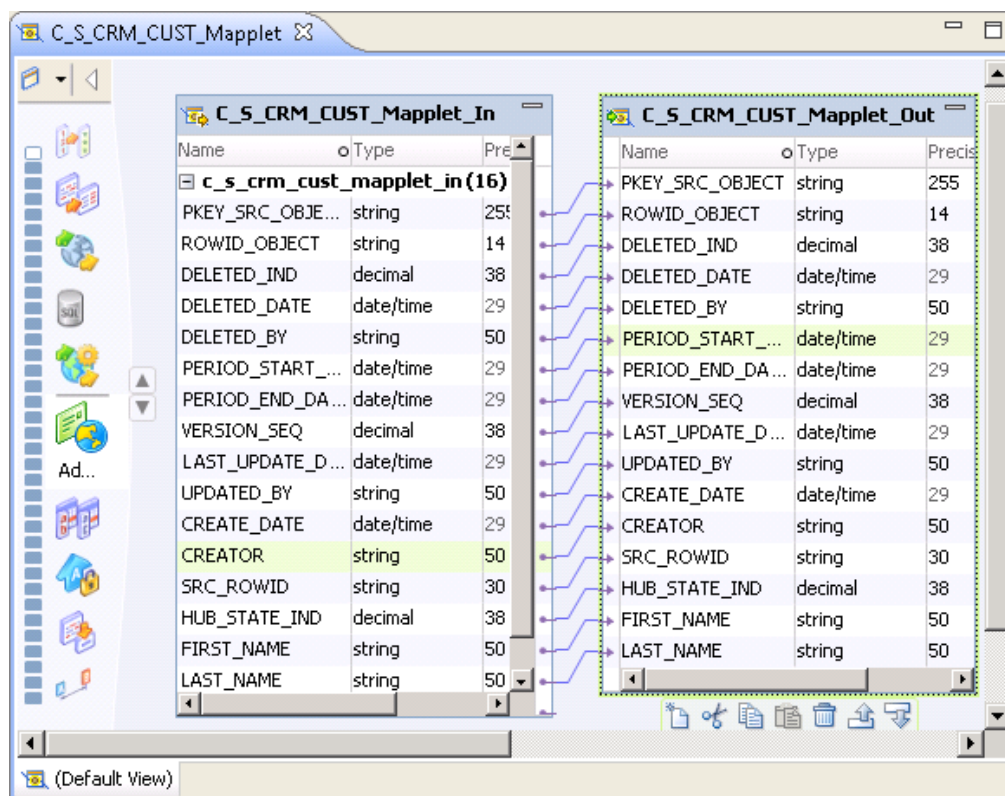 C_S_CRM_CUST_Mapplet
C_S_CRM_CUST_Mapplet_In
Name Type Pre
c_s_crm_cust_mapplet_in (16)
PKEY_SRC_OBJE... string 255
ROWID_OBJECT string 14
DELETED_IND decimal 38
DELETED_DATE date/time 29
DELETED_BY string 50
PERIOD_START_... date/time 29
PERIOD_END_DA... date/time 29
VERSION_SEQ decimal 38
LAST_UPDATE_D... date/time 29
UPDATED_BY string 50
CREATE_DATE date/time 29
CREATOR string 50
SRC_ROWID string 30
HUB_STATE_IND decimal 38
FIRST_NAME string 50
LAST_NAME string 50
C_S_CRM_CUST_Mapplet_Out
Name Type Precis
PKEY_SRC_OBJECT string 255
ROWID_OBJECT string 14
DELETED_IND decimal 38
DELETED_DATE date/time 29
DELETED_BY string 50
PERIOD_START_... date/time 29
PERIOD_END_DA... date/time 29
VERSION_SEQ decimal 38
LAST_UPDATE_D... date/time 29
UPDATED_BY string 50
CREATE_DATE date/time 29
CREATOR string 50
SRC_ROWID string 30
HUB_STATE_IND decimal 38
FIRST_NAME string 50
LAST_NAME string 50
SQL
Ad...
(Default View)